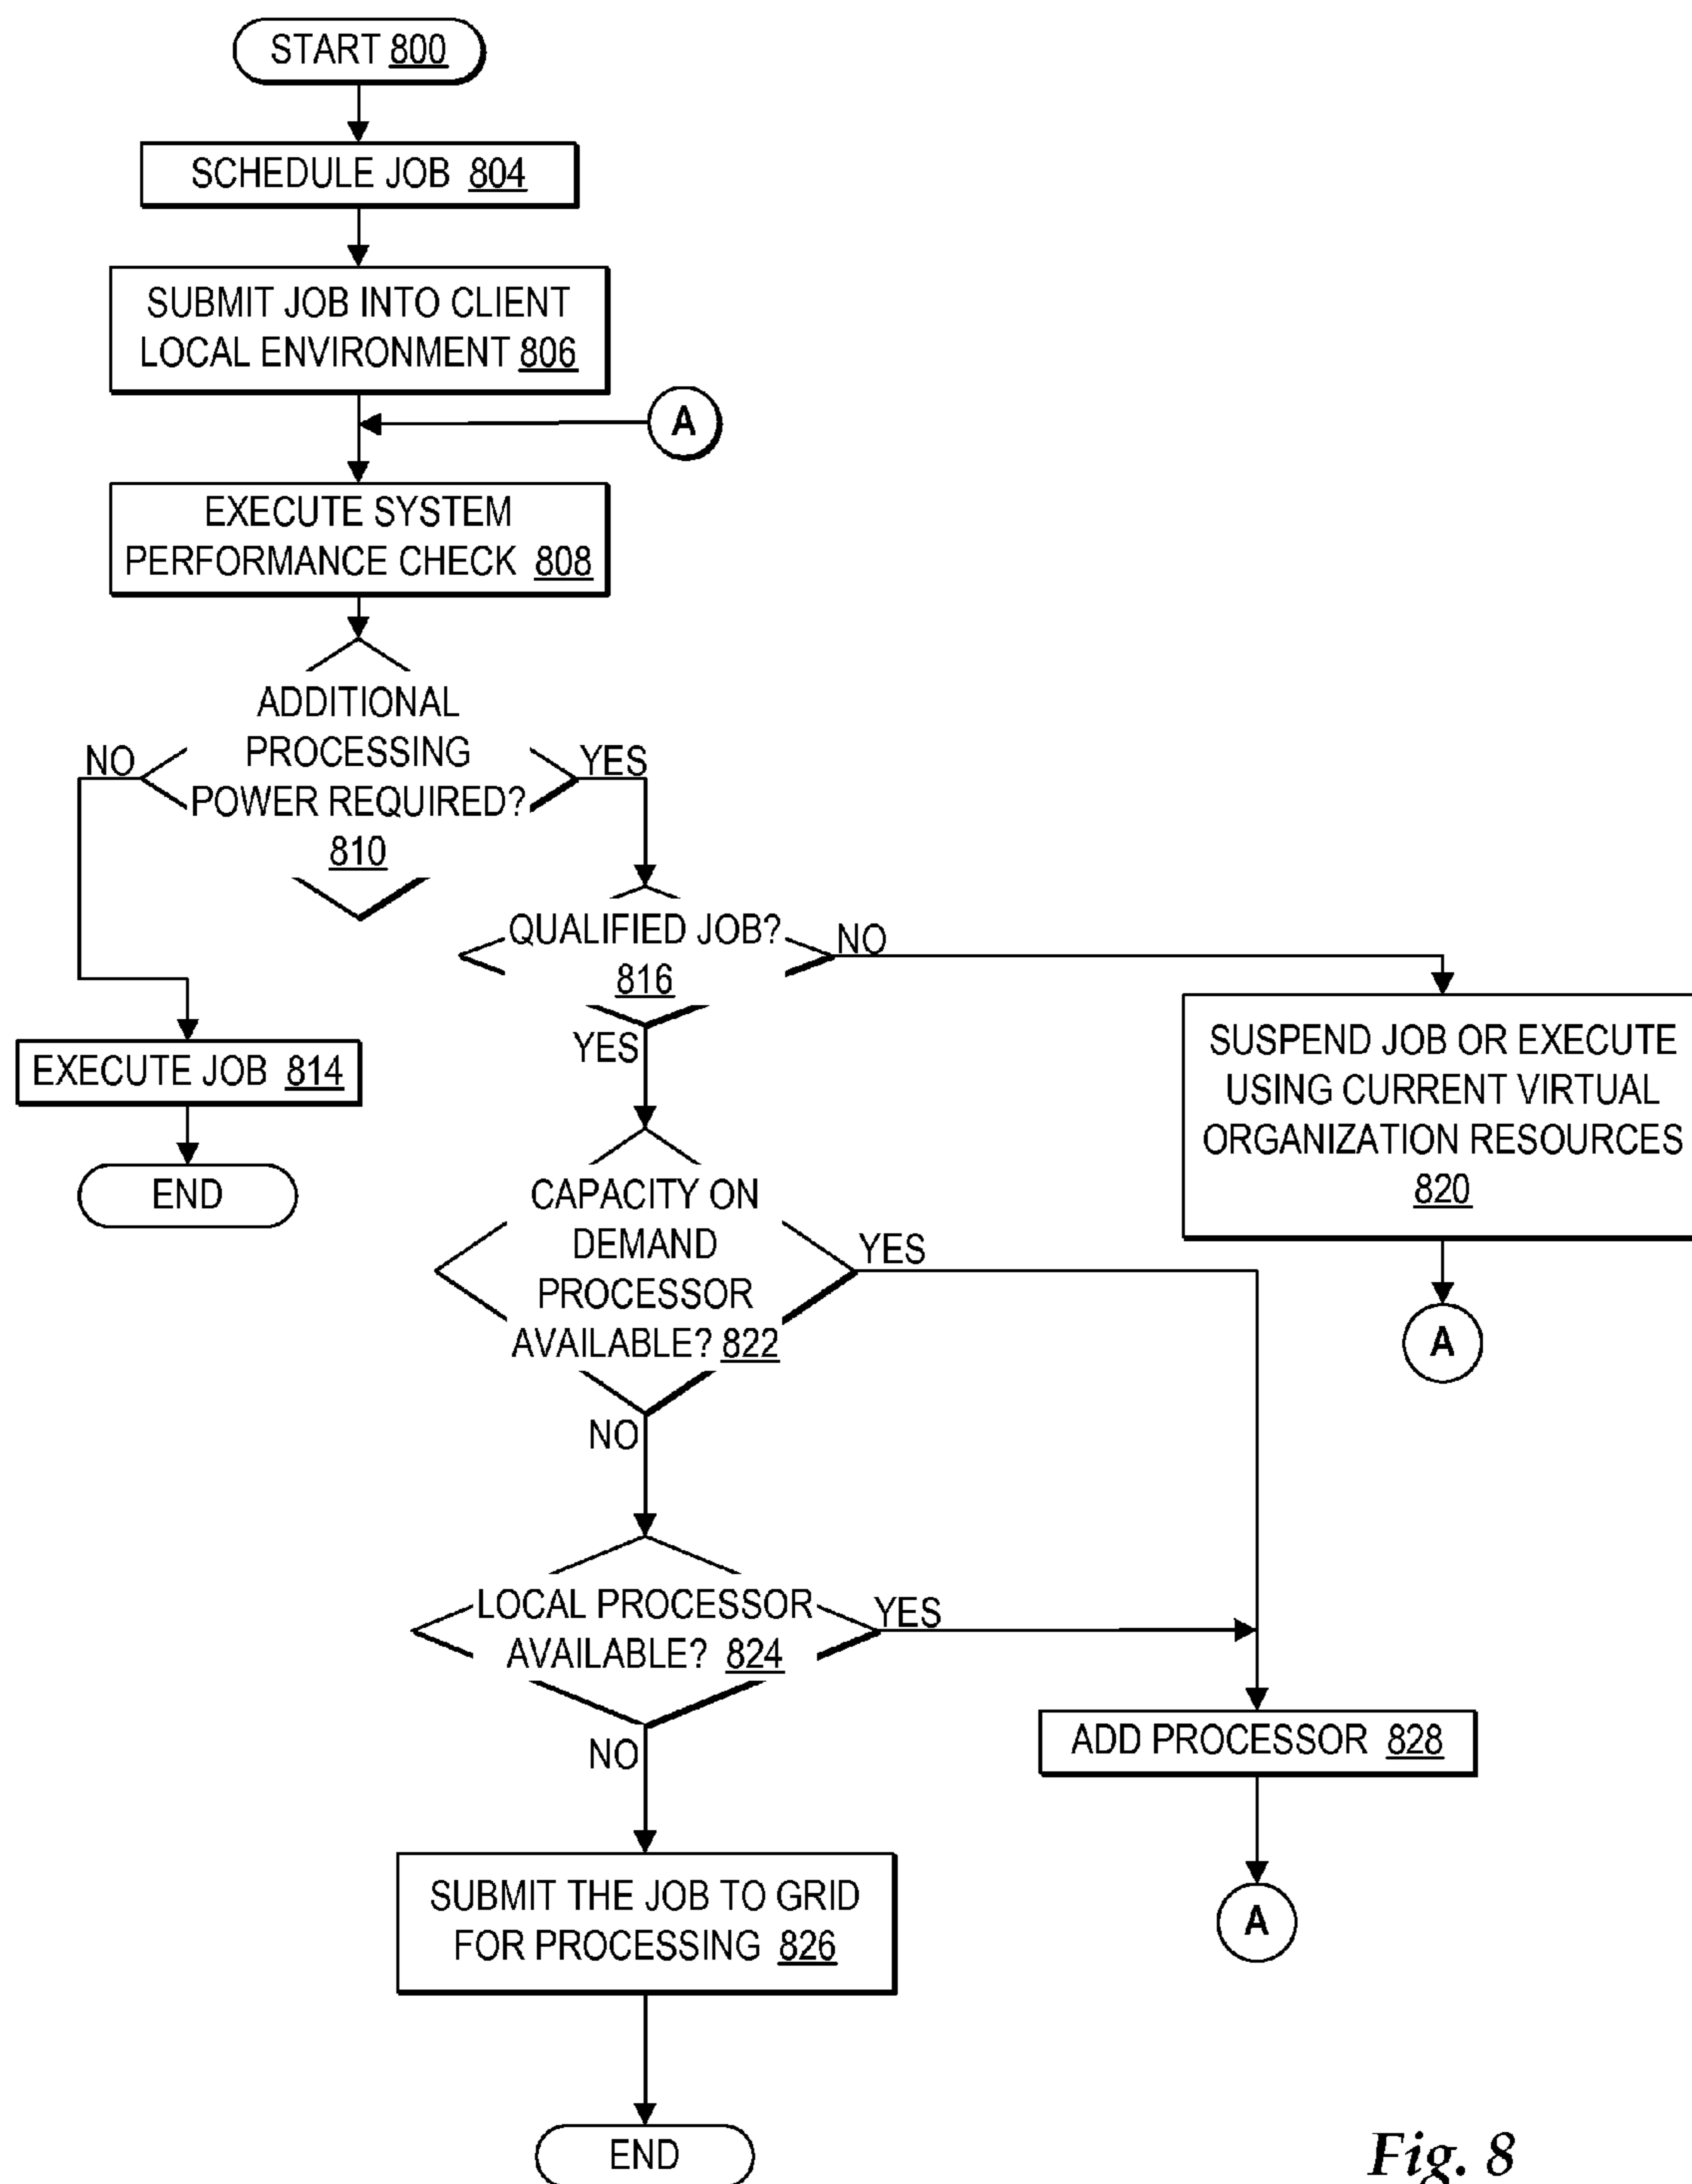 START 800
SCHEDULE JOB 804
SUBMIT JOB INTO CLIENT
LOCAL ENVIRONMENT 806
A
EXECUTE SYSTEM
PERFORMANCE CHECK 808
ADDITIONAL
PROCESSING
POWER REQUIRED?
810
NO
YES
QUALIFIED JOB?
816
NO
YES
EXECUTE JOB 814
END
SUSPEND JOB OR EXECUTE
USING CURRENT VIRTUAL
ORGANIZATION RESOURCES
820
A
CAPACITY ON
DEMAND
PROCESSOR
AVAILABLE? 822
YES
NO
LOCAL PROCESSOR
AVAILABLE? 824
YES
NO
ADD PROCESSOR 828
A
SUBMIT THE JOB TO GRID
FOR PROCESSING 826
END
Fig. 8